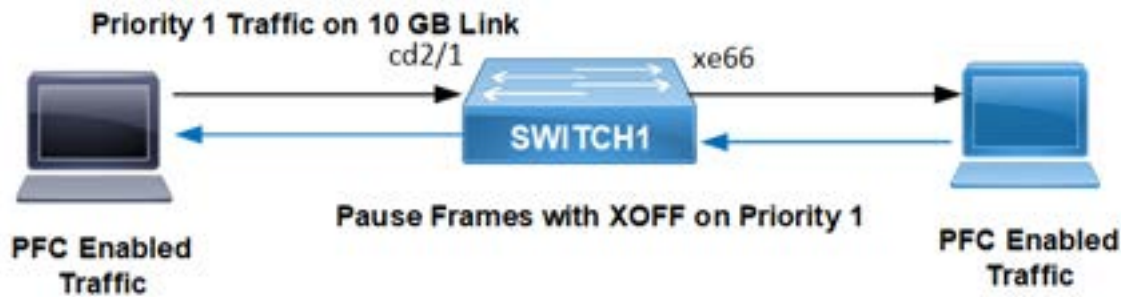 Priority 1 Traffic on 10 GB Link
cd2/1
xe66
SWITCH1
Pause Frames with XOFF on Priority 1
PFC Enabled
Traffic
PFC Enabled
Traffic